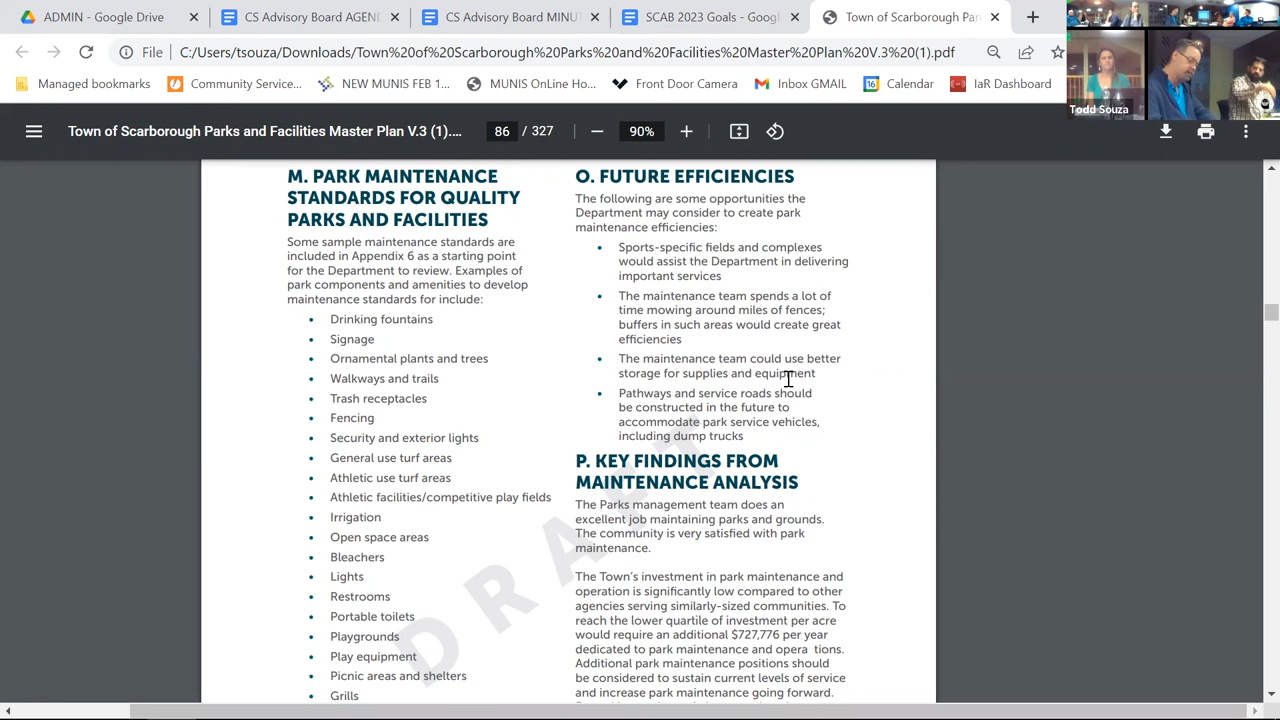 ADMIN - Google Drive
CS Advisory Board AGEN
CS Advisory Board MINUT
SCAB 2023 Goals - Googl
Town of Scarborough Par
File
C:/Users/tsouza/Downloads/Town%20of%20Scarborough%20Parks%20and%20Facilities%20Master%20Plan%20V.3%20(1).pdf
Managed bookmarks
Community Service...
NEW MUNIS FEB 1...
MUNIS OnLine Ho...
Front Door Camera
Inbox GMAIL
16
Calendar
IaR Dashboard
Todd Souza
Town of Scarborough Parks and Facilities Master Plan V.3 (1)....
86 / 327
90%
M. PARK MAINTENANCE
STANDARDS FOR QUALITY
PARKS AND FACILITIES
Some sample maintenance standards are
included in Appendix 6 as a starting point
for the Department to review. Examples of
park components and amenities to develop
maintenance standards for include:
• Drinking fountains
• Signage
• Ornamental plants and trees
• Walkways and trails
• Trash receptacles
• Fencing
• Security and exterior lights
• General use turf areas
• Athletic use turf areas
• Athletic facilities/competitive play fields
• Irrigation
• Open space areas
• Bleachers
• Lights
• Restrooms
• Portable toilets
• Playgrounds
• Play equipment
• Picnic areas and shelters
• Grills
O. FUTURE EFFICIENCIES
The following are some opportunities the
Department may consider to create park
maintenance efficiencies:
• Sports-specific fields and complexes
would assist the Department in delivering
important services
• The maintenance team spends a lot of
time mowing around miles of fences;
buffers in such areas would create great
efficiencies
• The maintenance team could use better
storage for supplies and equipment
• Pathways and service roads should
be constructed in the future to
accommodate park service vehicles,
including dump trucks
P. KEY FINDINGS FROM
MAINTENANCE ANALYSIS
The Parks management team does an
excellent job maintaining parks and grounds.
The community is very satisfied with park
maintenance.
The Town's investment in park maintenance and
operation is significantly low compared to other
agencies serving similarly-sized communities. To
reach the lower quartile of investment per acre
would require an additional $727,776 per year
dedicated to park maintenance and opera tions.
Additional park maintenance positions should
be considered to sustain current levels of service
and increase park maintenance going forward.
DRAFT